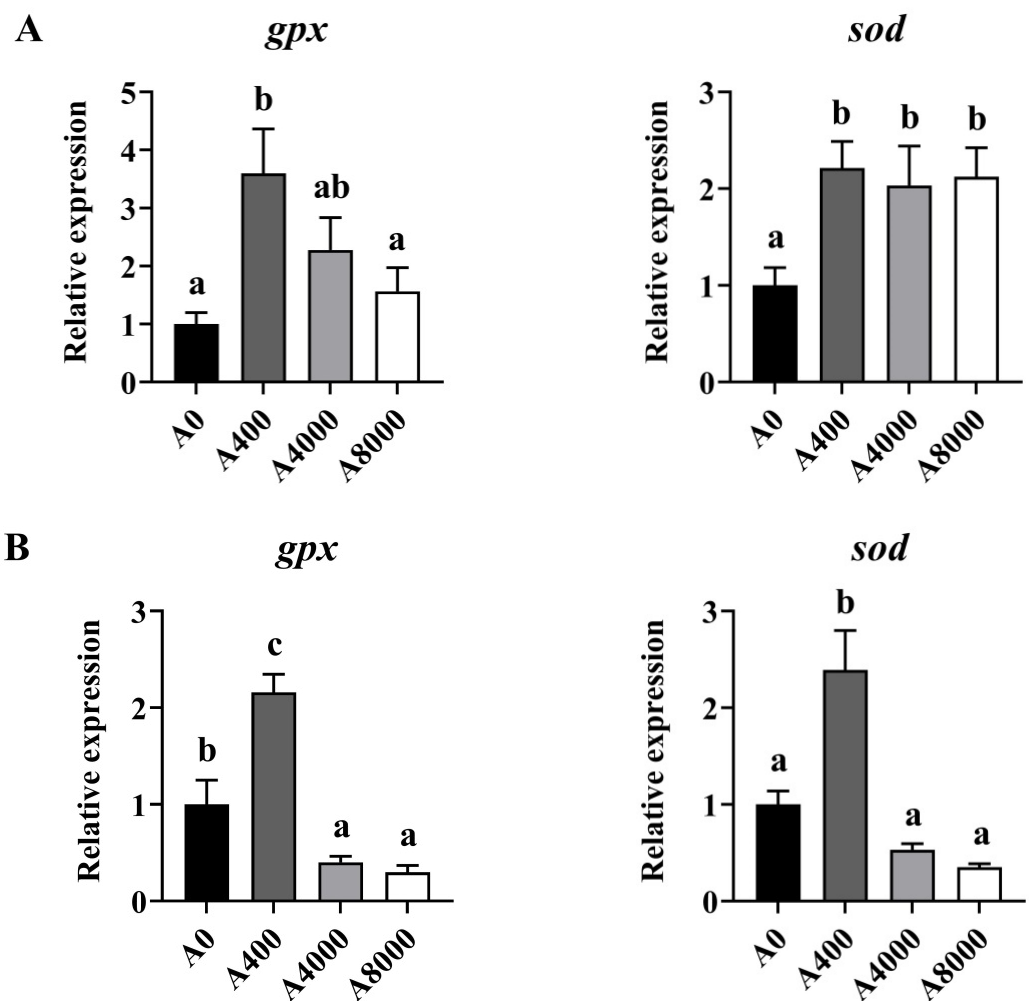 A
gpx
sod
Relative expression
5
4
3
2
1
0
a
b
ab
a
A0
A400
A4000
A8000
Relative expression
3
2
1
0
a
b
b
b
A0
A400
A4000
A8000
B
gpx
sod
Relative expression
3
2
1
0
b
c
a
a
A0
A400
A4000
A8000
Relative expression
3
2
1
0
a
b
a
a
A0
A400
A4000
A8000